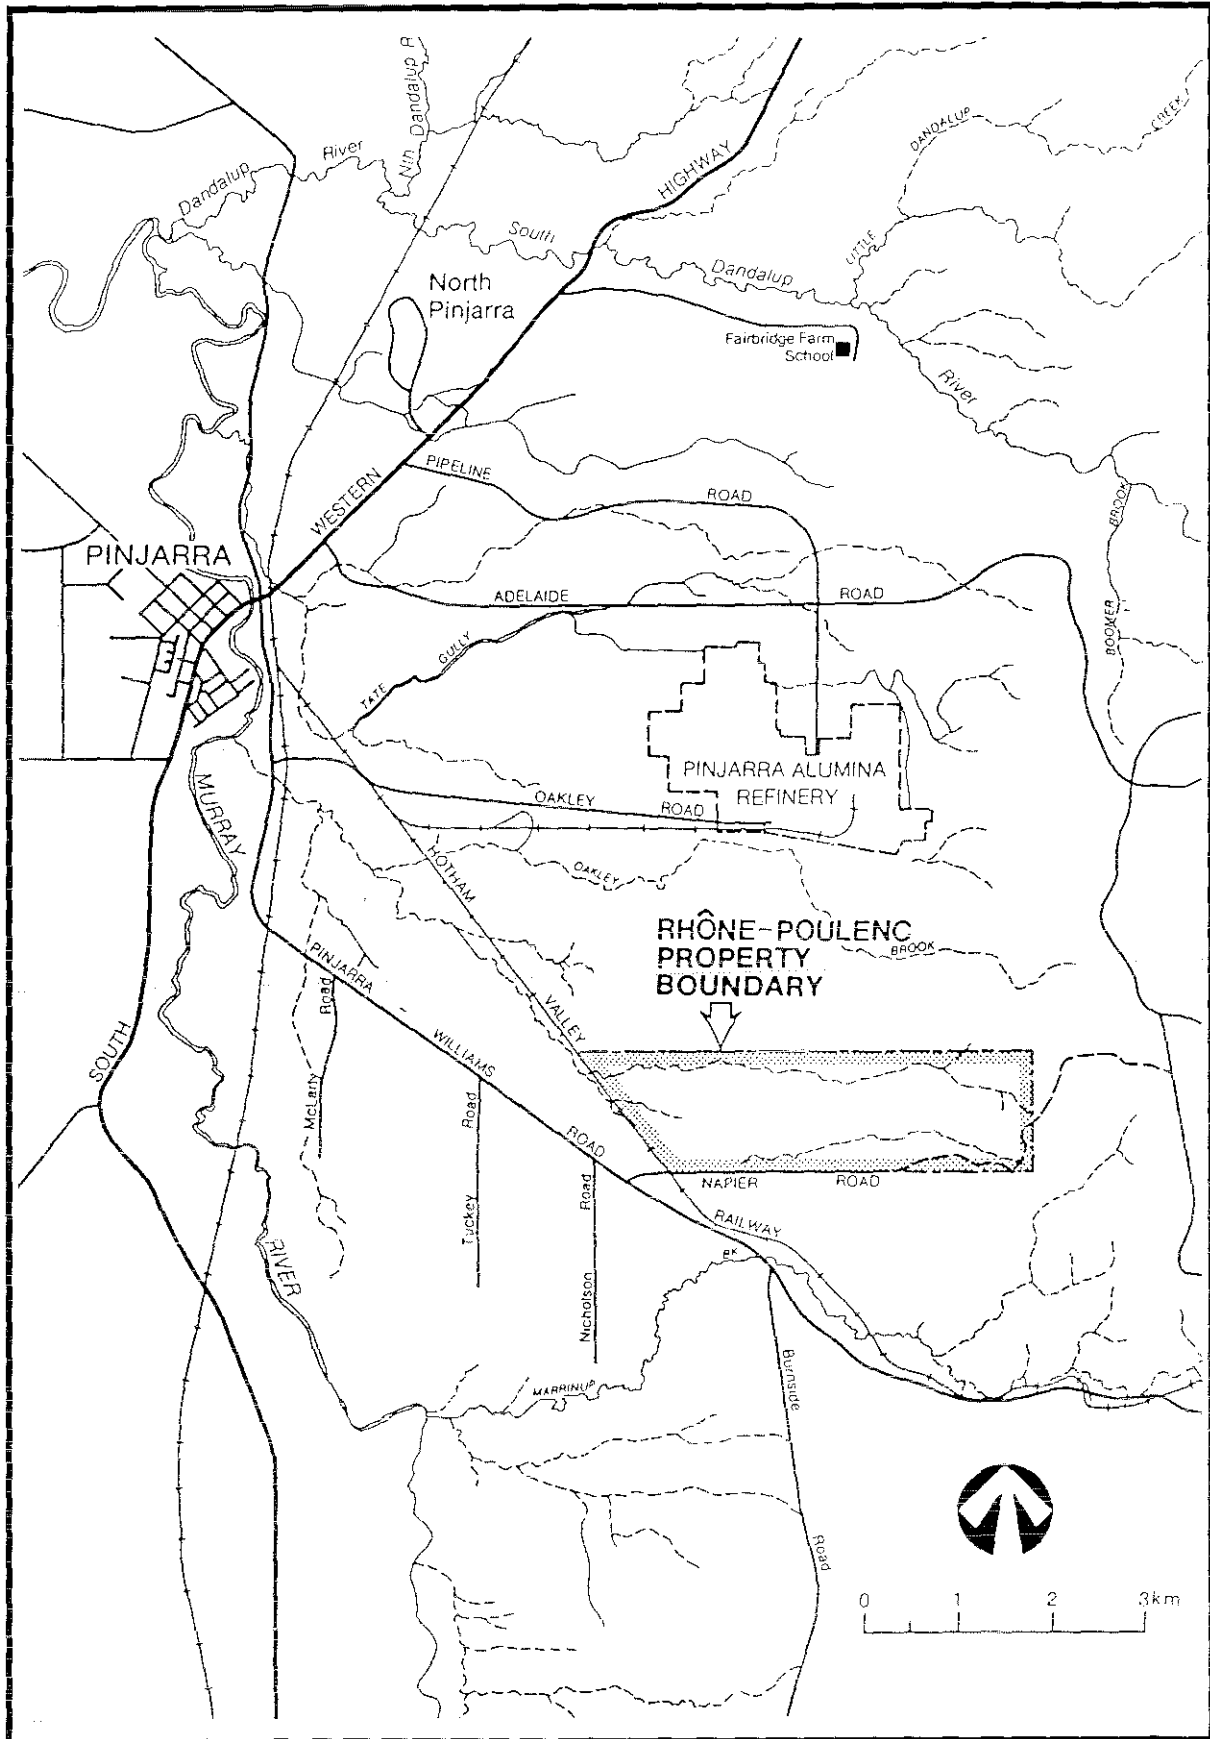 Nth Dandalup R
River
Dandalup
HIGHWAY
DANDALUP
CREEK
LITTLE
South
Dandalup
North
Pinjarra
Fairbridge Farm
School
River
WESTERN
PIPELINE
ROAD
BROOK
PINJARRA
ADELAIDE
ROAD
BOOMER
GULLY
TATE
PINJARRA ALUMINA
REFINERY
OAKLEY
ROAD
MURRAY
HOTHAM
OAKLEY
RHÔNE-POULENC
PROPERTY
BOUNDARY
BROOK
PINJARRA
Road
VALLEY
SOUTH
WILLIAMS
McLarty
Road
ROAD
Road
Tuckey
NAPIER
ROAD
RAILWAY
RIVER
BK
Nicholson
MARRINUP
Burnside
Road
0 1 2 3km